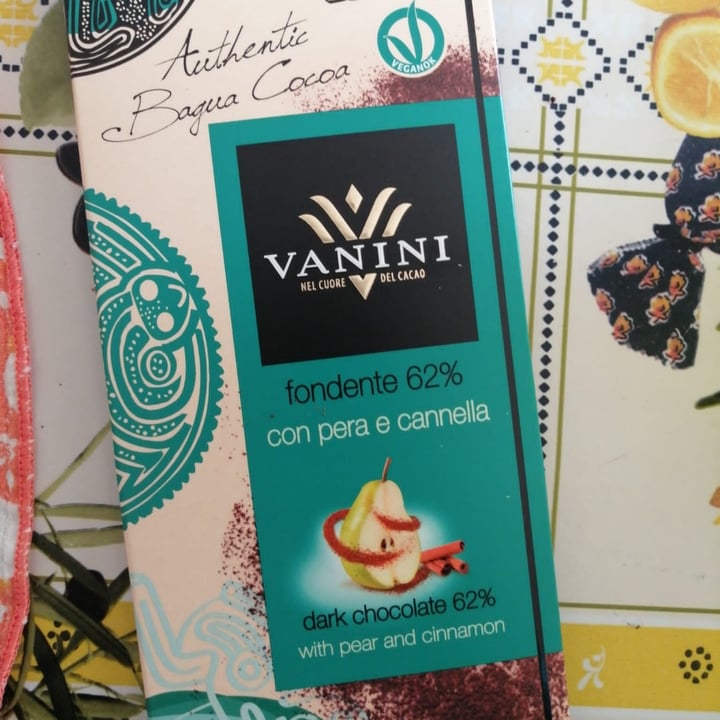 Authentic
Bagua Cocoa
VEGANOK
VANINI
NEL CUORE DEL CACAO
fondente 62%
con pera e cannella
dark chocolate 62%
with pear and cinnamon